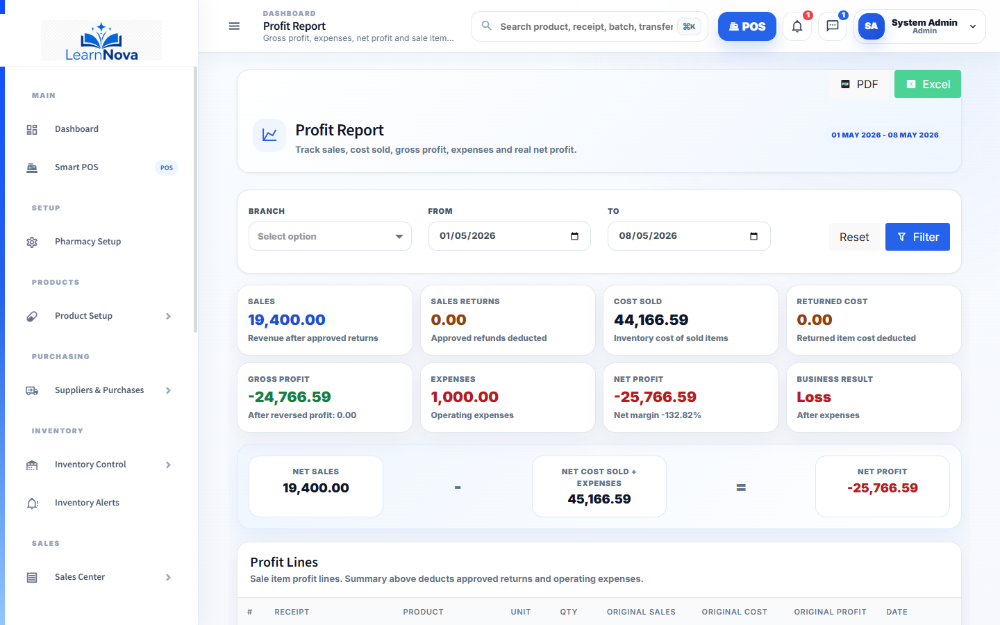 LearnNova
DASHBOARD
Profit Report
Gross profit, expenses, net profit and sale item...
Search product, receipt, batch, transfer
⌘K
POS
1
1
SA
System Admin
Admin
MAIN
Dashboard
Smart POS
POS
SETUP
Pharmacy Setup
PRODUCTS
Product Setup
PURCHASING
Suppliers & Purchases
INVENTORY
Inventory Control
Inventory Alerts
SALES
Sales Center
PDF
Excel
Profit Report
Track sales, cost sold, gross profit, expenses and real net profit.
01 MAY 2026 - 08 MAY 2026
BRANCH
Select option
FROM
01/05/2026
TO
08/05/2026
Reset
Filter
SALES
19,400.00
Revenue after approved returns
SALES RETURNS
0.00
Approved refunds deducted
COST SOLD
44,166.59
Inventory cost of sold items
RETURNED COST
0.00
Returned item cost deducted
GROSS PROFIT
-24,766.59
After reversed profit: 0.00
EXPENSES
1,000.00
Operating expenses
NET PROFIT
-25,766.59
Net margin -132.82%
BUSINESS RESULT
Loss
After expenses
NET SALES
19,400.00
-
NET COST SOLD +
EXPENSES
45,166.59
=
NET PROFIT
-25,766.59
Profit Lines
Sale item profit lines. Summary above deducts approved returns and operating expenses.
# RECEIPT PRODUCT UNIT QTY ORIGINAL SALES ORIGINAL COST ORIGINAL PROFIT DATE